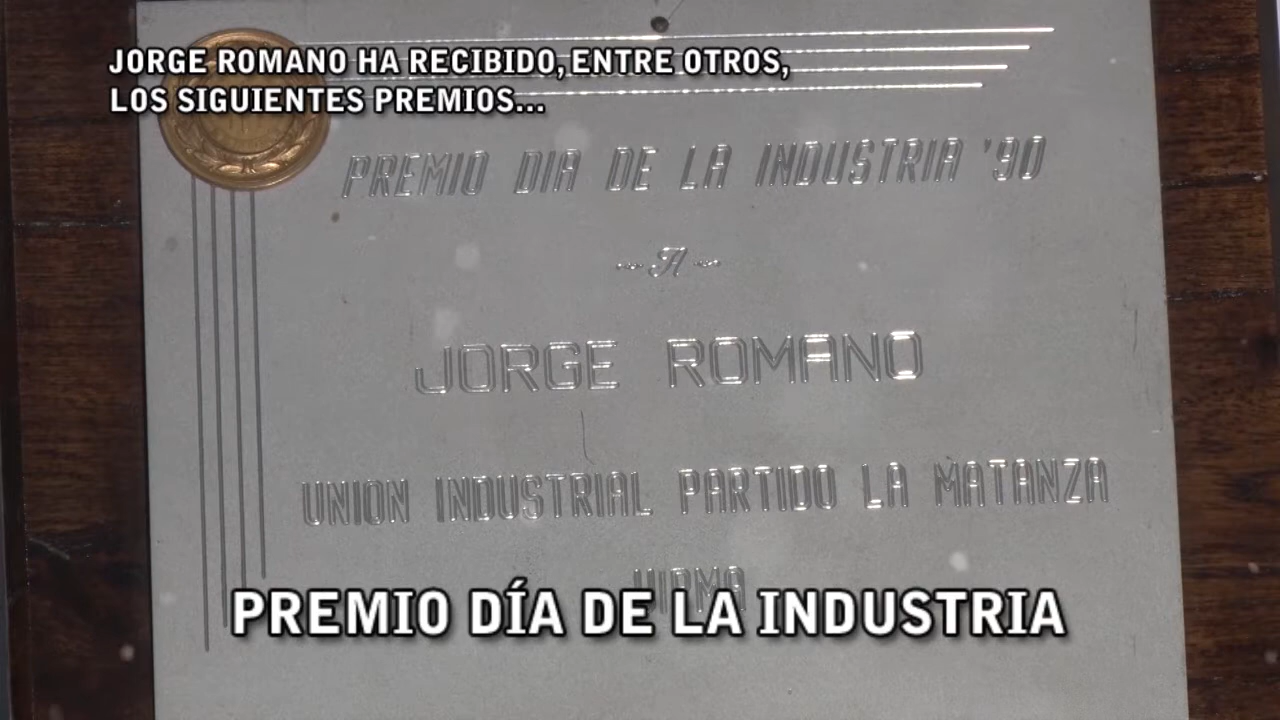 JORGE ROMANO HA RECIBIDO, ENTRE OTROS,
LOS SIGUIENTES PREMIOS...
PREMIO DIA DE LA INDUSTRIA '90
A
JORGE ROMANO
UNION INDUSTRIAL PARTIDO LA MATANZA
PREMIO DÍA DE LA INDUSTRIA